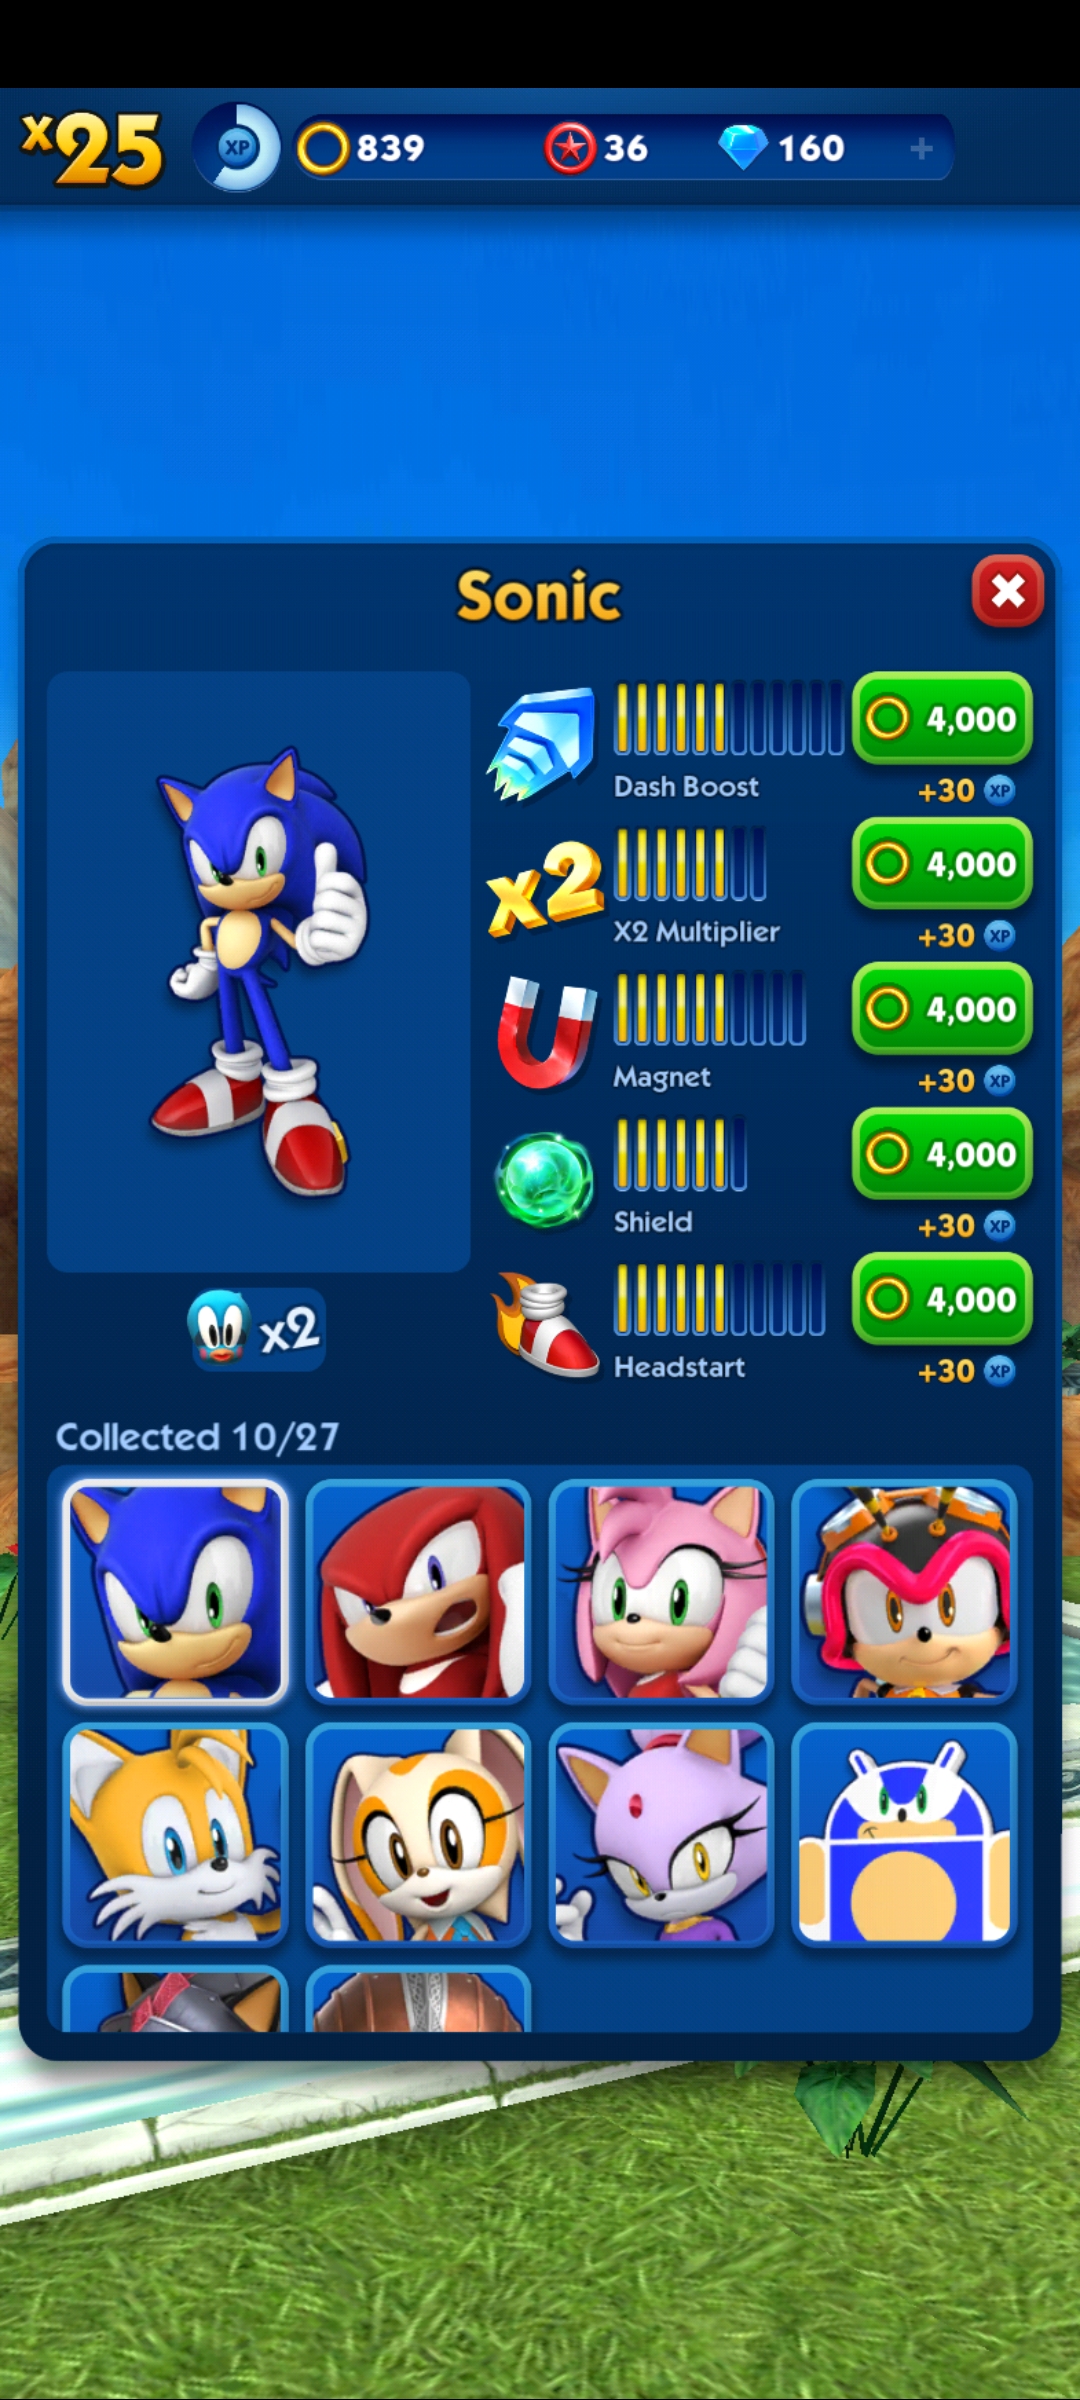 x25 XP 839 36 160 +
Sonic
4,000
Dash Boost
+30 XP
x2
4,000
X2 Multiplier
+30 XP
4,000
Magnet
+30 XP
4,000
Shield
+30 XP
4,000
Headstart
+30 XP
x2
Collected 10/27